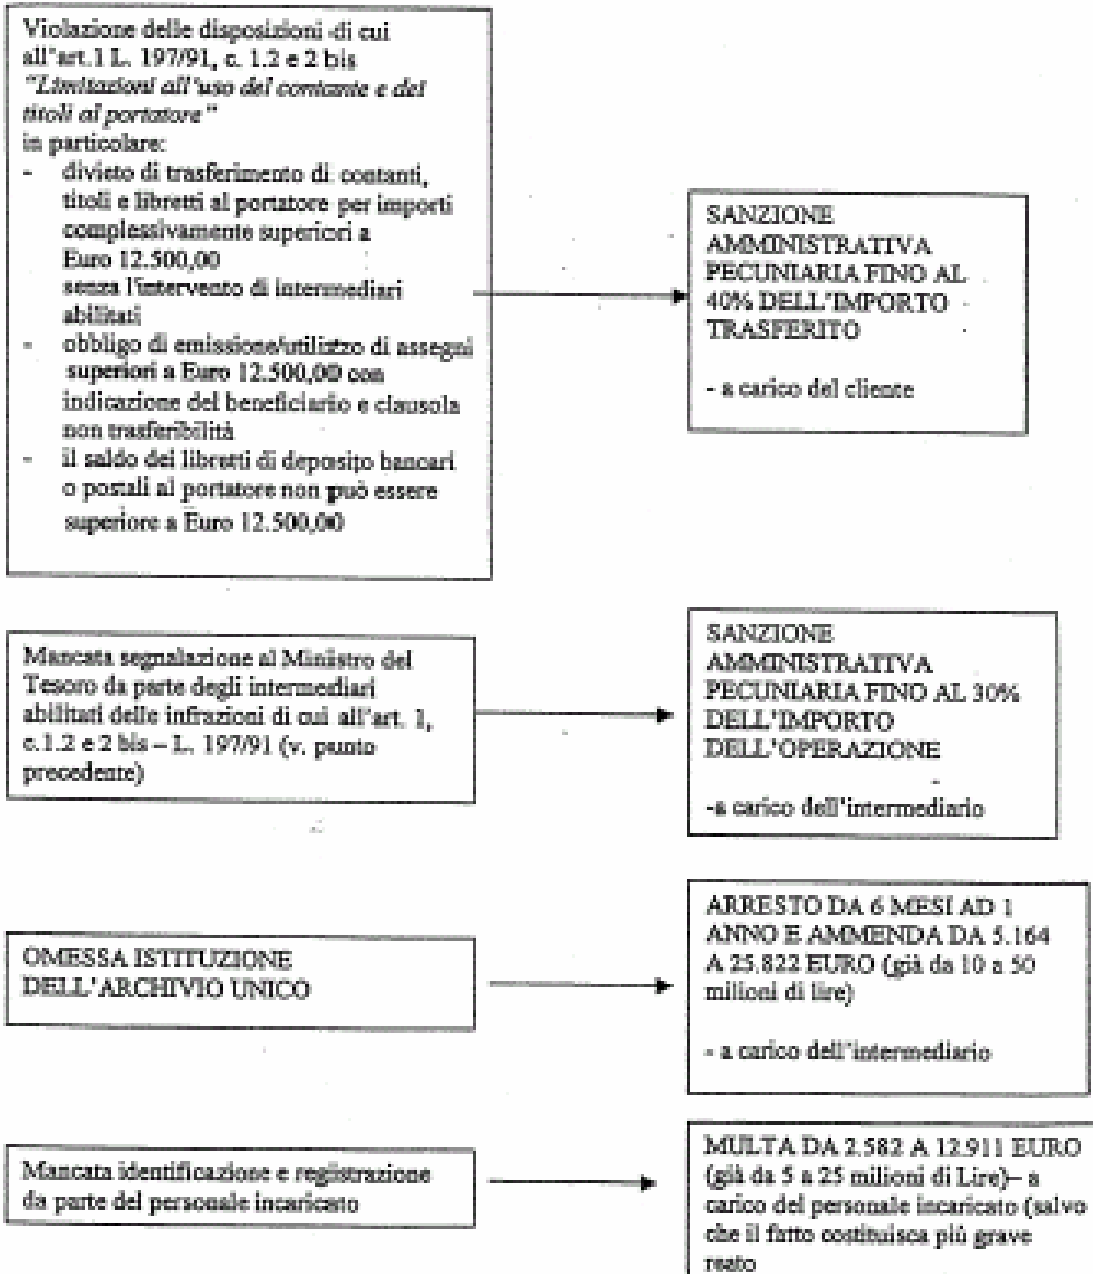 Violazione delle disposizioni di cui
all'art.1 L. 197/91, c. 1.2 e 2 bis
"Limitazioni all'uso del contante e dei
titoli al portatore"
in particolare:
- divieto di trasferimento di contanti,
titoli e libretti al portatore per importi
complessivamente superiori a
Euro 12.500,00
senza l'intervento di intermediari
abilitati
- obbligo di emissione/utilizzo di assegni
superiori a Euro 12.500,00 con
indicazione del beneficiario e clausola
non trasferibilità
- il saldo dei libretti di deposito bancari
o postali al portatore non può essere
superiore a Euro 12.500,00
SANZIONE
AMMINISTRATIVA
PECUNIARIA FINO AL
40% DELL'IMPORTO
TRASFERITO
- a carico del cliente
Mancata segnalazione al Ministro del
Tesoro da parte degli intermediari
abilitati delle infrazioni di cui all'art. 1,
c.1.2 e 2 bis – L. 197/91 (v. punto
precedente)
SANZIONE
AMMINISTRATIVA
PECUNIARIA FINO AL 30%
DELL'IMPORTO
DELL'OPERAZIONE
-a carico dell'intermediario
OMESSA ISTITUZIONE
DELL'ARCHIVIO UNICO
ARRESTO DA 6 MESI AD 1
ANNO E AMMENDA DA 5.164
A 25.822 EURO (già da 10 a 50
milioni di lire)
- a carico dell'intermediario
Mancata identificazione e registrazione
da parte del personale incaricato
MULTA DA 2.582 A 12.911 EURO
(già da 5 a 25 milioni di Lire)– a
carico del personale incaricato (salvo
che il fatto costituisca più grave
reato